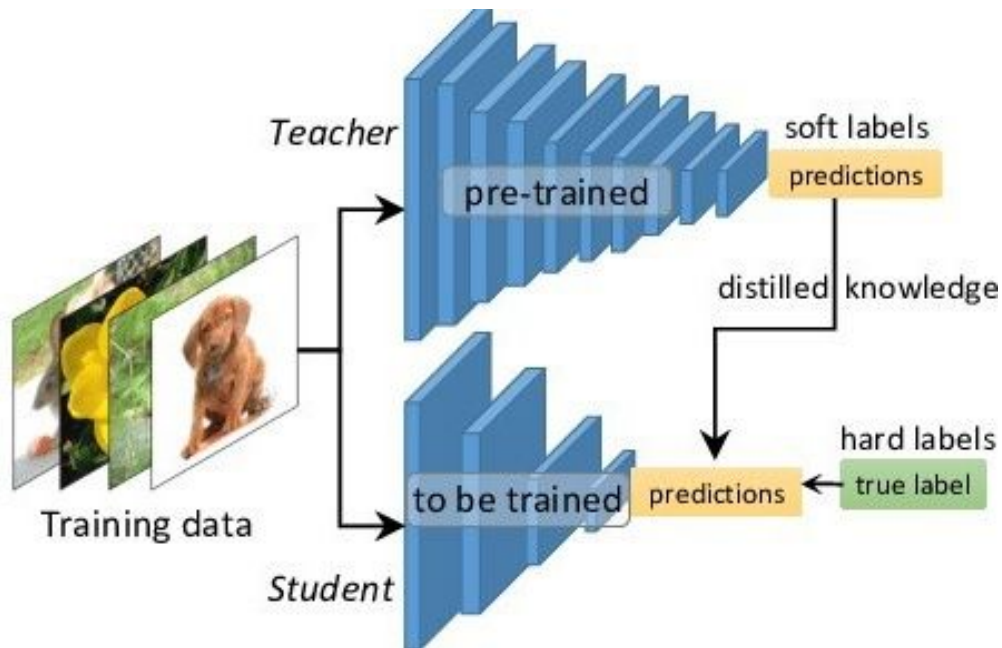 Teacher
pre-trained
soft labels
predictions
distilled knowledge
Training data
Student
to be trained
predictions
hard labels
true label